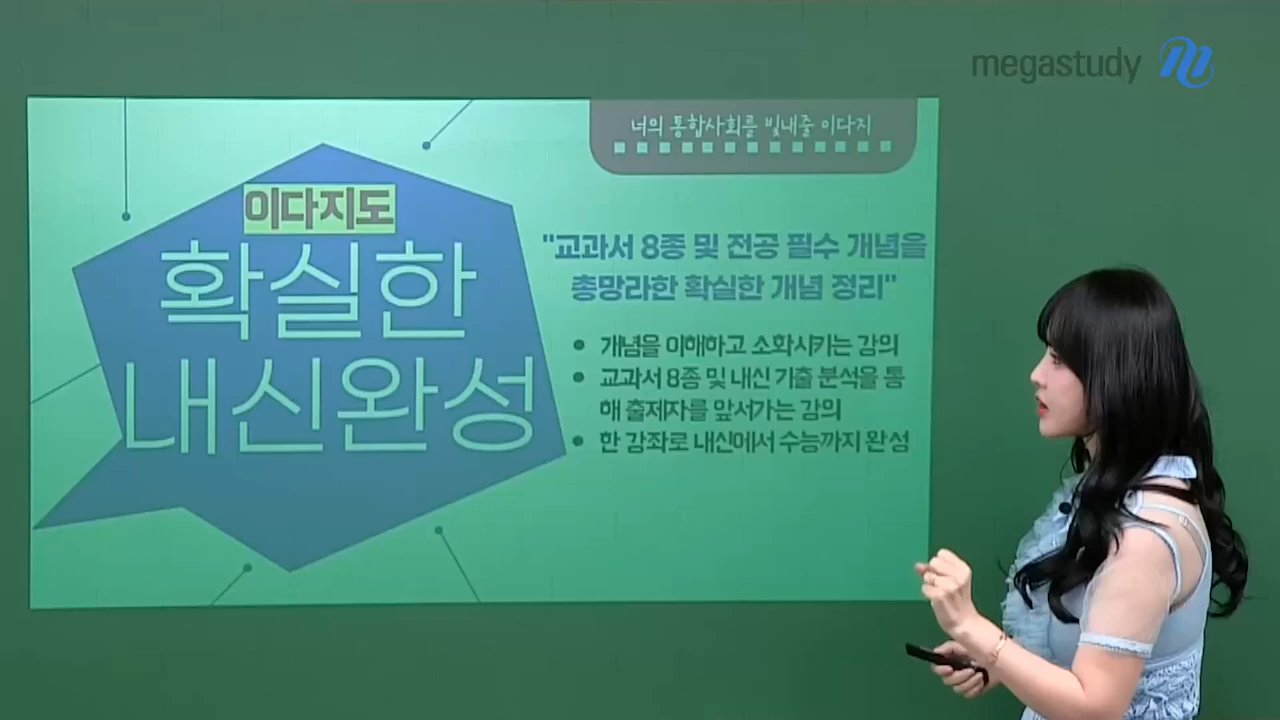 megastudy
너의 통합사회를 빛내줄 이다지
이다지도
확실한
내신완성
"교과서 8종 및 전공 필수 개념을
총망라한 확실한 개념 정리"
• 개념을 이해하고 소화시키는 강의
• 교과서 8종 및 내신 기출 분석을 통
해 출제자를 앞서가는 강의
• 한 강좌로 내신에서 수능까지 완성